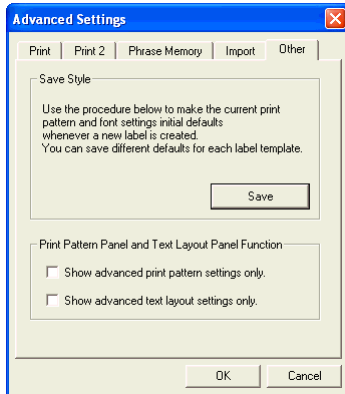 Advanced Settings
Print
Print 2
Phrase Memory
Import
Other
Save Style
Use the procedure below to make the current print
pattern and font settings initial defaults
whenever a new label is created.
You can save different defaults for each label template.
Save
Print Pattern Panel and Text Layout Panel Function
Show advanced print pattern settings only.
Show advanced text layout settings only.
OK
Cancel